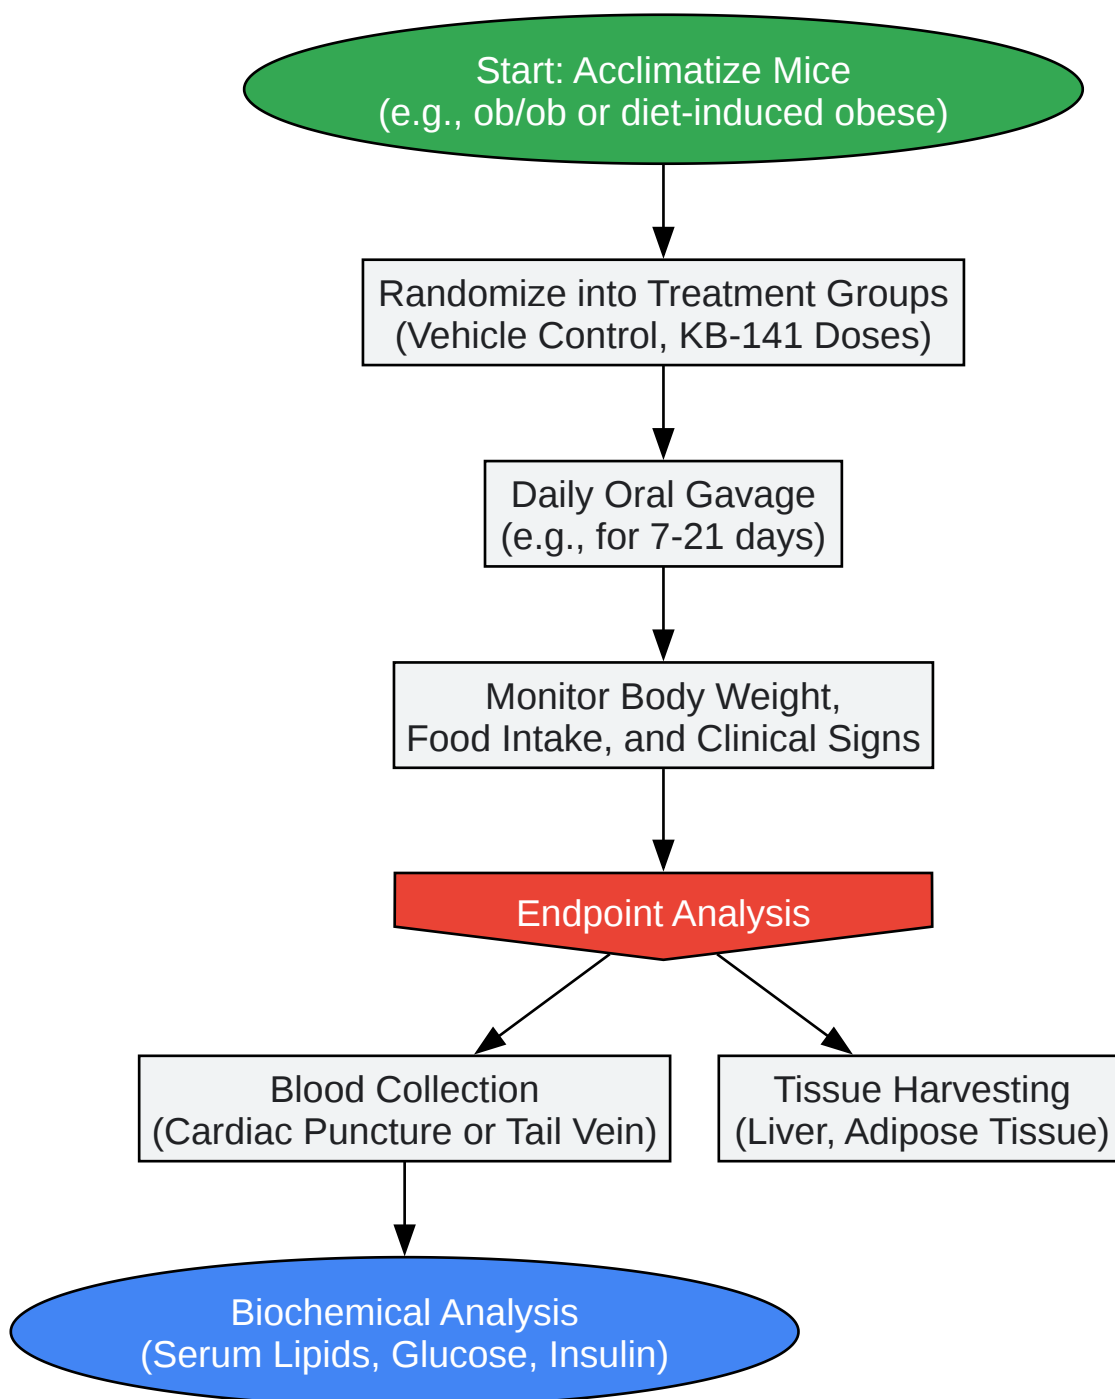 Start: Acclimatize Mice
(e.g., ob/ob or diet-induced obese)
Randomize into Treatment Groups
(Vehicle Control, KB-141 Doses)
Daily Oral Gavage
(e.g., for 7-21 days)
Monitor Body Weight,
Food Intake, and Clinical Signs
Endpoint Analysis
Blood Collection
(Cardiac Puncture or Tail Vein)
Tissue Harvesting
(Liver, Adipose Tissue)
Biochemical Analysis
(Serum Lipids, Glucose, Insulin)